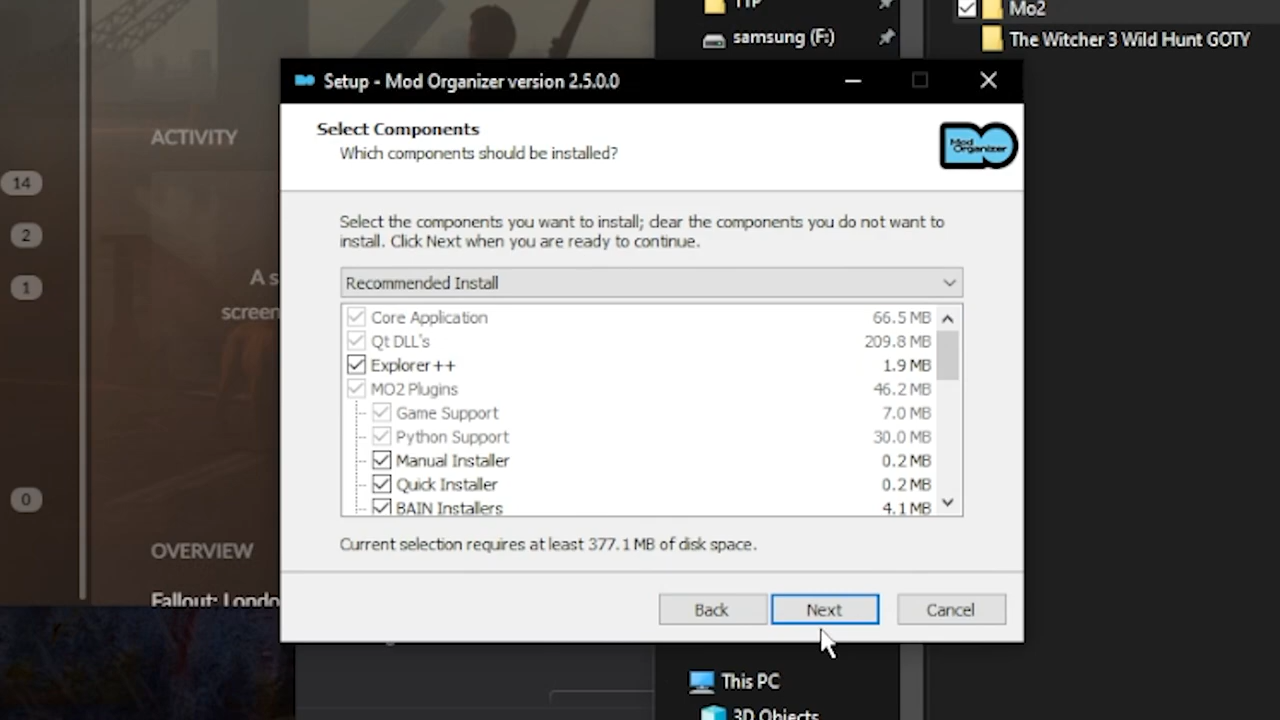 TTP
samsung (F:)
Mo2
The Witcher 3 Wild Hunt GOTY
Setup - Mod Organizer version 2.5.0.0
Select Components
Which components should be installed?
Mod
Organizer
ACTIVITY
14
2
1
0
A s
screen
OVERVIEW
Fallout: Londo
Select the components you want to install; clear the components you do not want to
install. Click Next when you are ready to continue.
Recommended Install
Core Application 66.5 MB
Qt DLL's 209.8 MB
Explorer++ 1.9 MB
MO2 Plugins 46.2 MB
Game Support 7.0 MB
Python Support 30.0 MB
Manual Installer 0.2 MB
Quick Installer 0.2 MB
BAIN Installers 4.1 MB
Current selection requires at least 377.1 MB of disk space.
Back
Next
Cancel
This PC
3D Objects